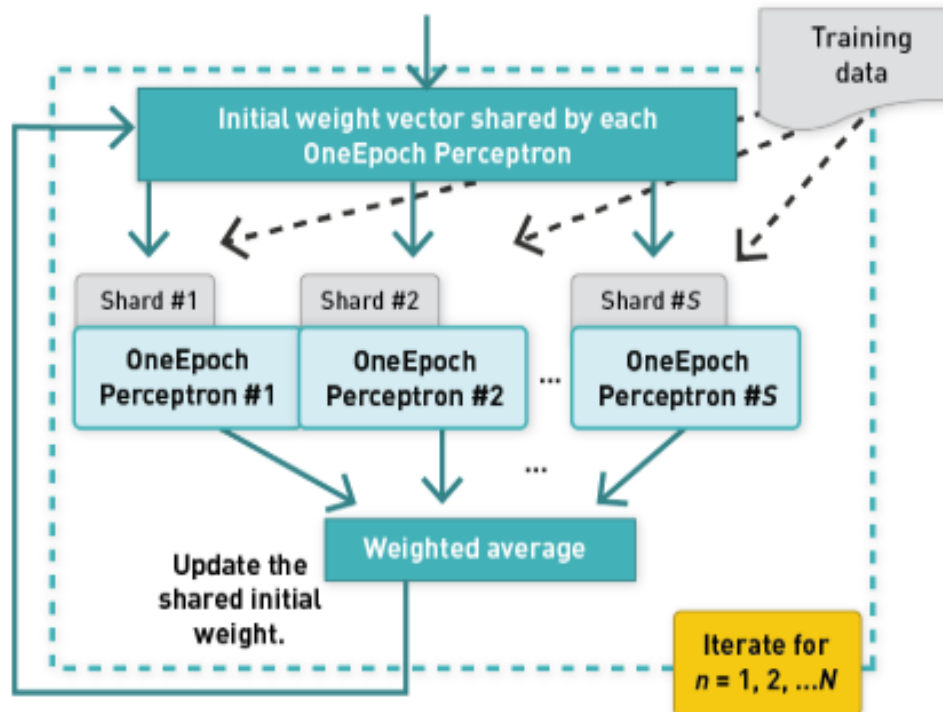 Training
data
Initial weight vector shared by each
OneEpoch Perceptron
Shard #1
Shard #2
Shard #S
OneEpoch
Perceptron #1
OneEpoch
Perceptron #2
...
OneEpoch
Perceptron #S
...
Weighted average
Update the
shared initial
weight.
Iterate for
n = 1, 2, ...N